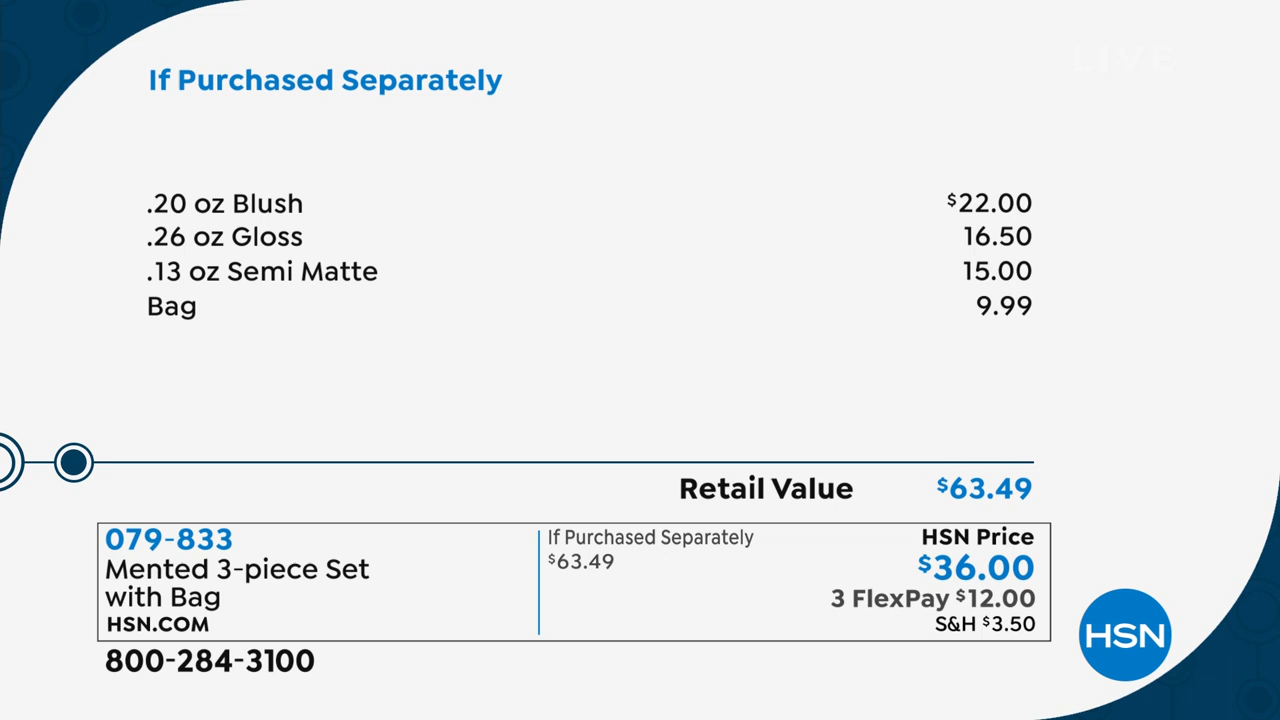 LIVE
If Purchased Separately
.20 oz Blush $22.00
.26 oz Gloss 16.50
.13 oz Semi Matte 15.00
Bag 9.99
Retail Value $63.49
079-833
Mented 3-piece Set
with Bag
HSN.COM
If Purchased Separately
$63.49
HSN Price
$36.00
3 FlexPay $12.00
S&H $3.50
HSN
800-284-3100